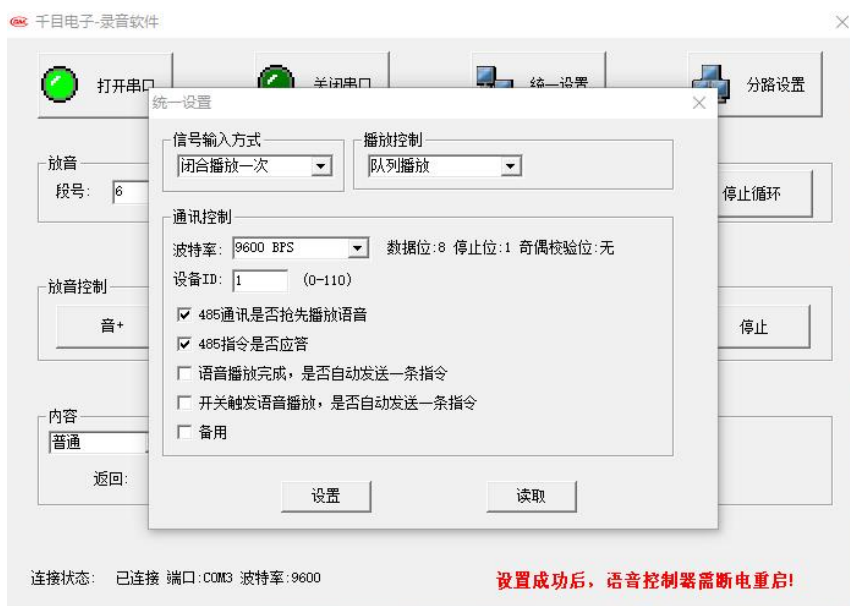 千目电子-录音软件
打开串口
关闭串口
统一设置
分路设置
统一设置
信号输入方式
播放控制
闭合播放一次
队列播放
放音
段号: 6
停止循环
通讯控制
波特率: 9600 BPS 数据位:8 停止位:1 奇偶校验位:无
设备ID: 1 (0-110)
放音控制
485通讯是否抢先播放语音
音+
停止
485指令是否应答
语音播放完成，是否自动发送一条指令
开关触发语音播放，是否自动发送一条指令
内容
普通
备用
返回:
设置
读取
连接状态: 已连接 端口:COM3 波特率:9600
设置成功后，语音控制器需断电重启!